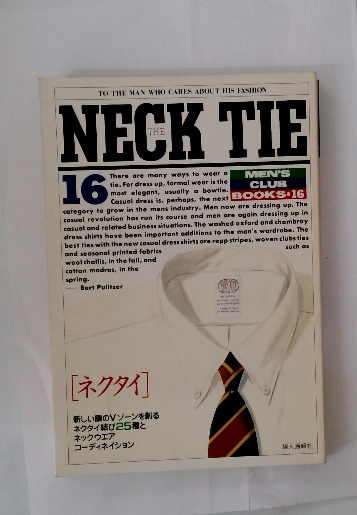 TO THE MAN WHO CARES ABOUT HIS FASHION
THE
NECK TIE
16
There are many ways to wear a
tie. For dress up, formal wear is the
most elegant, usually a bowtie.
Casual dress is, perhaps, the next
category to grow in the mens industry. Men now are dressing up. The
casual revolution has run its course and men are again dressing up in
casual and related business situations. The washed oxford and chambray
dress shirts have been important additions to the man's wardrobe. The
best ties with the new casual dress shirts are repp stripes, woven clubs ties
and seasonal printed fabrics such as
wool challis, in the fall, and
cotton madras, in the
spring.
— Bert Pulitzer
MEN'S
CLUB
BOOKS•16
[ネクタイ]
新しい顔のVゾーンを創る
ネクタイ結び25種と
ネックウエア
コーディネイション
婦人画報社